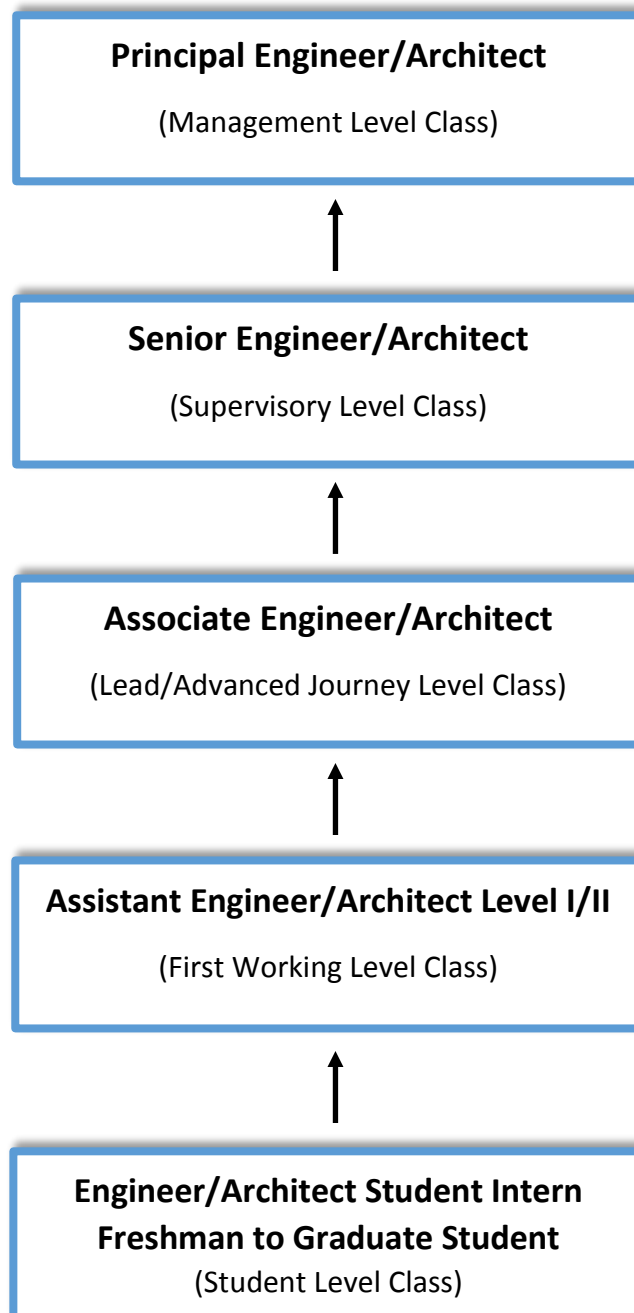 Principal Engineer/Architect
(Management Level Class)
Senior Engineer/Architect
(Supervisory Level Class)
Associate Engineer/Architect
(Lead/Advanced Journey Level Class)
Assistant Engineer/Architect Level I/II
(First Working Level Class)
Engineer/Architect Student Intern
Freshman to Graduate Student
(Student Level Class)